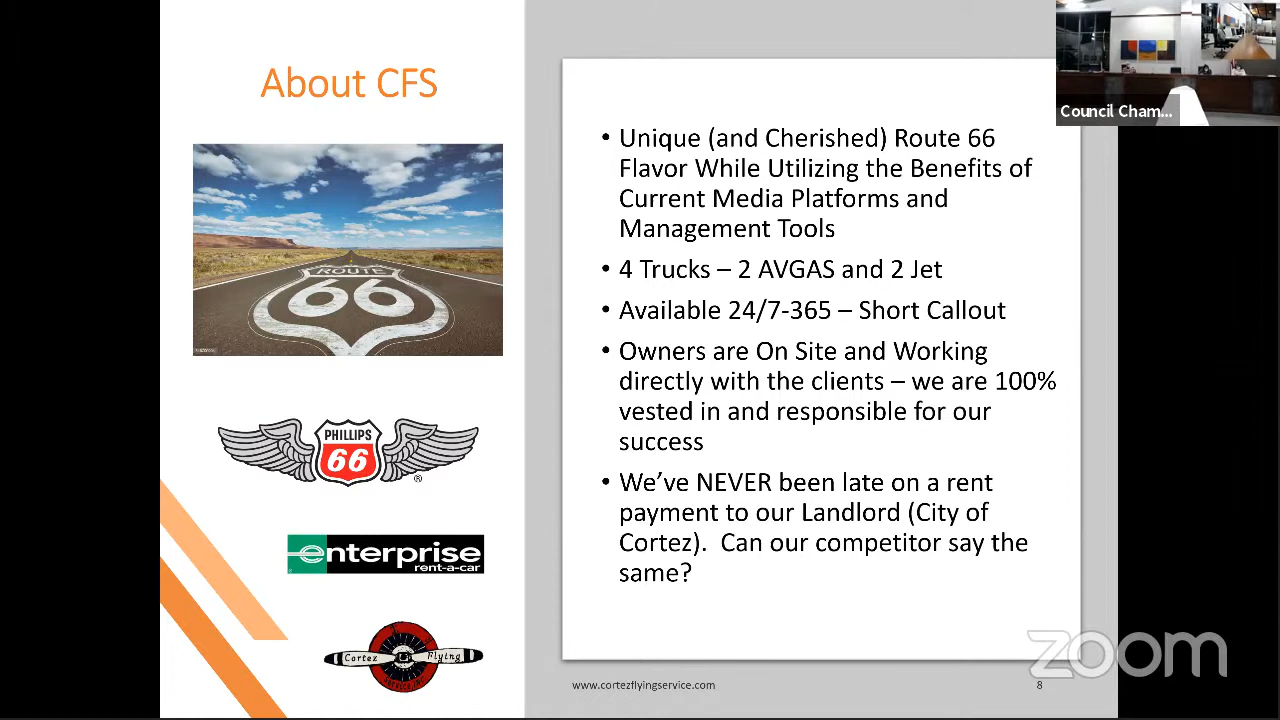 About CFS
ROUTE
66
PHILLIPS
66
®
enterprise
rent-a-car
Cortez Flying
• Unique (and Cherished) Route 66
Flavor While Utilizing the Benefits of
Current Media Platforms and
Management Tools
• 4 Trucks – 2 AVGAS and 2 Jet
• Available 24/7-365 – Short Callout
• Owners are On Site and Working
directly with the clients – we are 100%
vested in and responsible for our
success
• We’ve NEVER been late on a rent
payment to our Landlord (City of
Cortez).  Can our competitor say the
same?
www.cortezflyingservice.com
8
Council Cham...
zoom